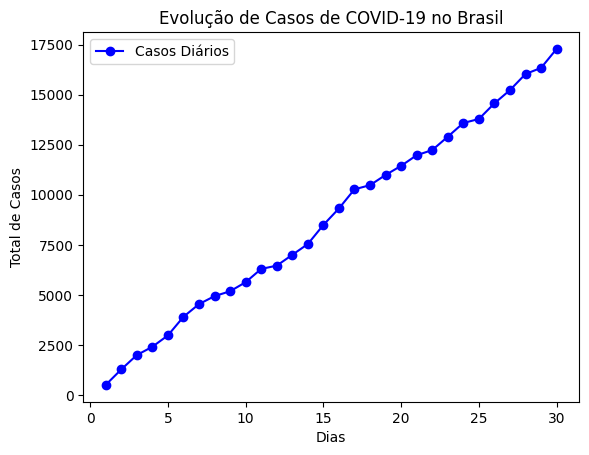 Evolução de Casos de COVID-19 no Brasil
Casos Diários
17500
15000
12500
10000
7500
5000
2500
0
Total de Casos
0 5 10 15 20 25 30
Dias